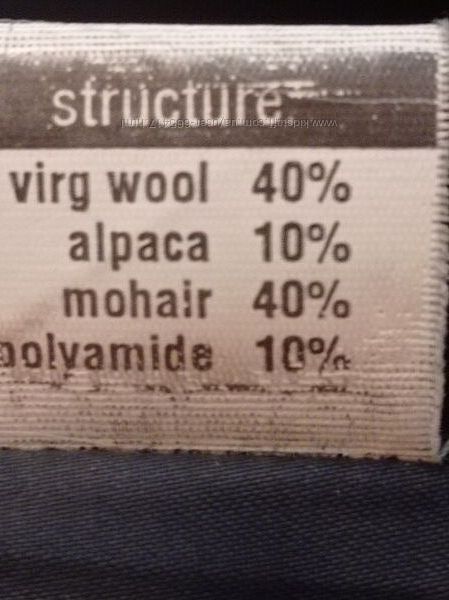 structure
virg wool 40%
alpaca 10%
mohair 40%
polyamide 10%